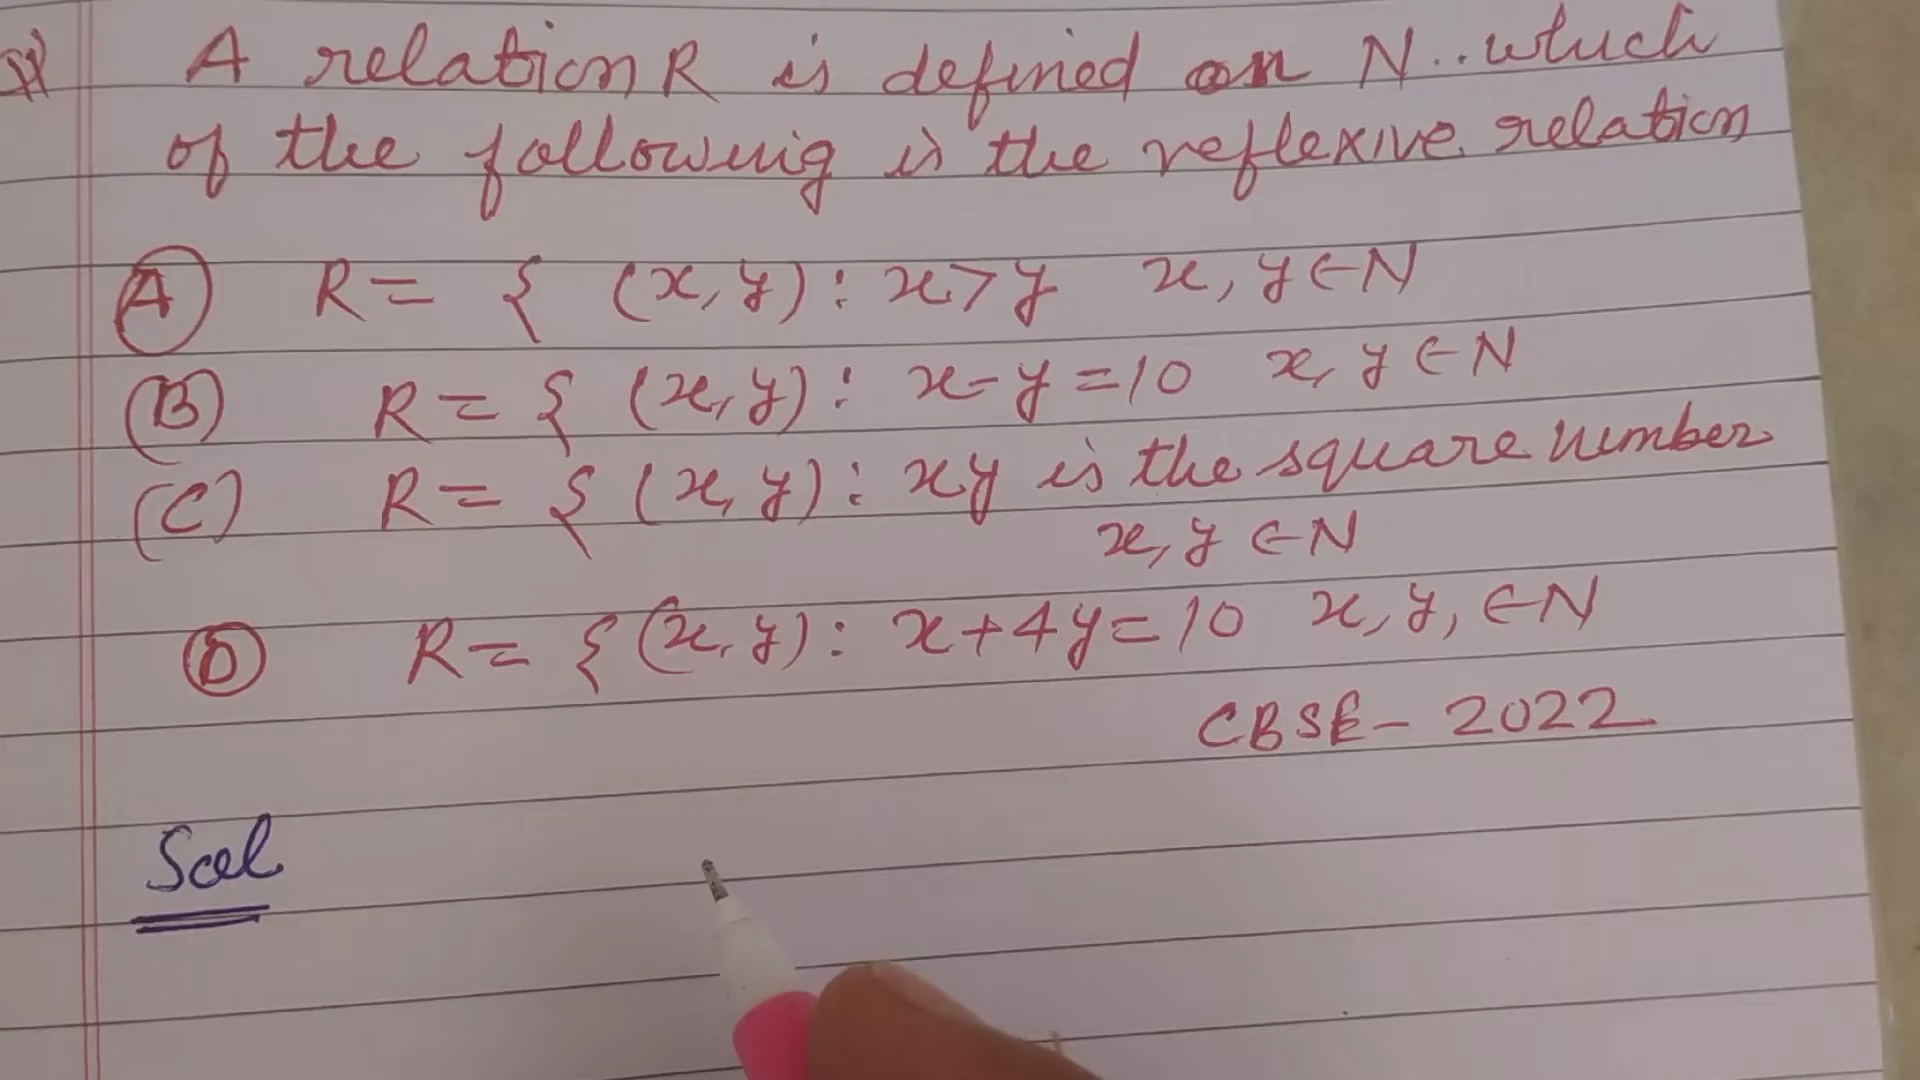 A relation R is defined on N.. which
of the following is the reflexive relation
(A) R = { (x, y) : x > y x, y ∈ N
(B) R = { (x, y) : x - y = 10 x, y ∈ N
(C) R = { (x, y) : xy is the square number
x, y ∈ N
(D) R = { (x, y) : x + 4y = 10 x, y, ∈ N
CBSE - 2022
Sol